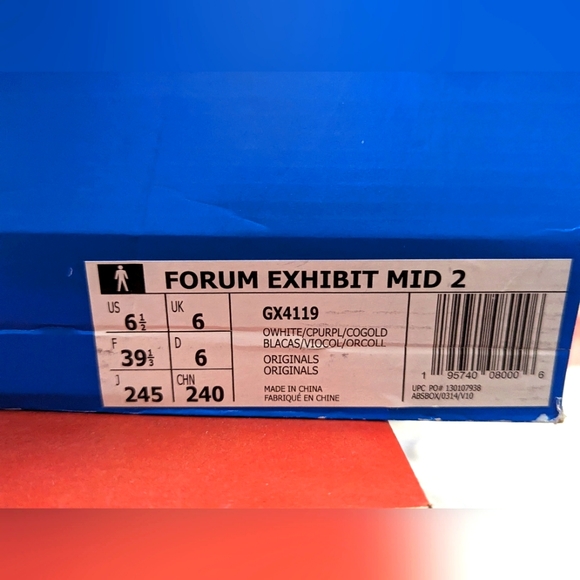 FORUM EXHIBIT MID 2
US 6½ UK 6
F 39⅓ D 6
J 245 CHN 240
GX4119
OWHITE/CPURPL/COGOLD
BLACAS/VIOCOL/ORCOLL
ORIGINALS
ORIGINALS
MADE IN CHINA
FABRIQUÉ EN CHINE
1 95740 08000 6
UPC PO# 130107938
ABSBOX/0314/V10